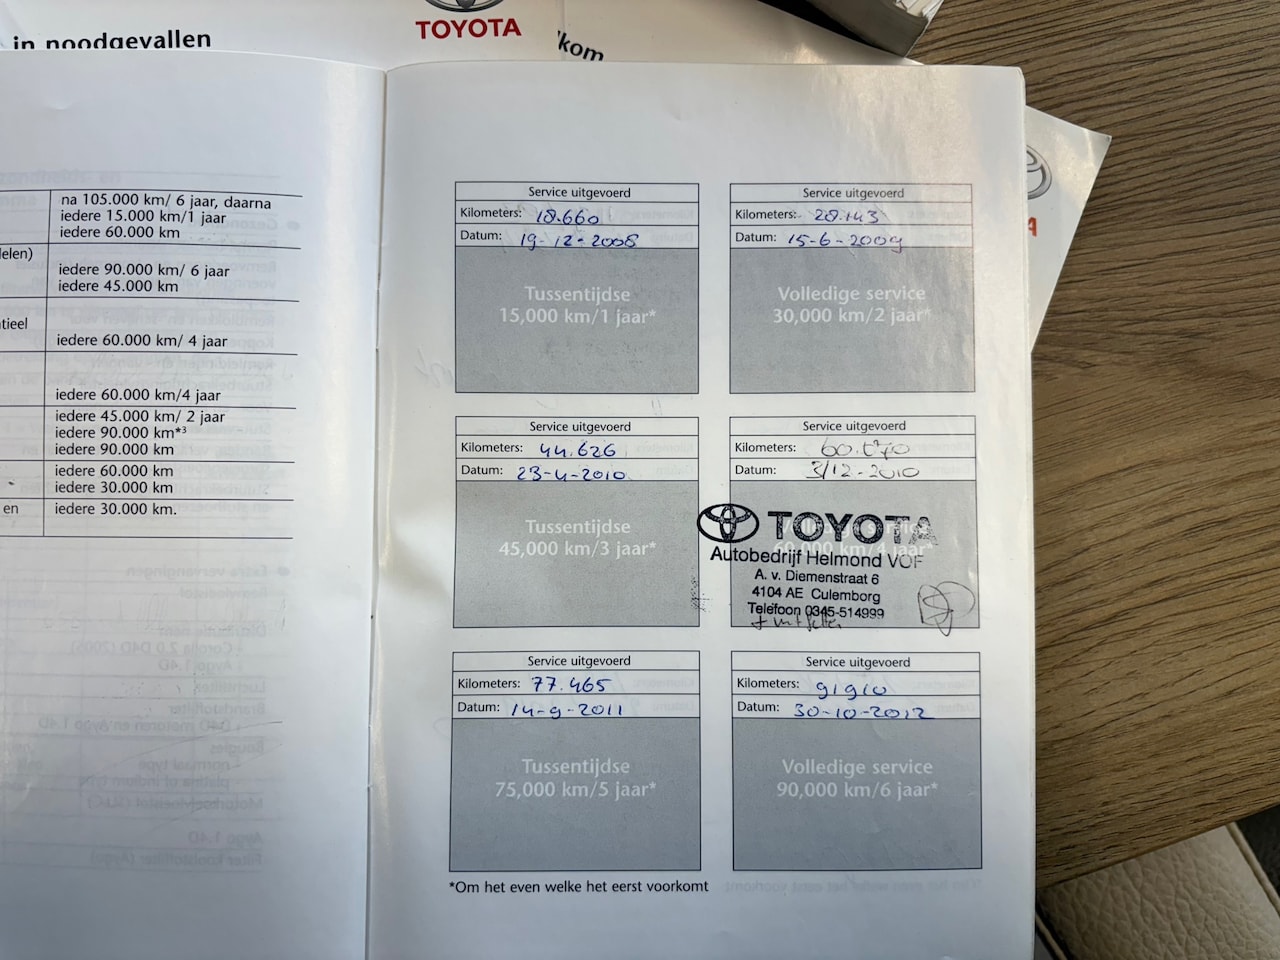 in noodgevallen
TOYOTA
lkom
na 105.000 km/ 6 jaar, daarna
iedere 15.000 km/1 jaar
iedere 60.000 km
delen)
iedere 90.000 km/ 6 jaar
iedere 45.000 km
tieel
iedere 60.000 km/ 4 jaar
iedere 60.000 km/4 jaar
iedere 45.000 km/ 2 jaar
iedere 90.000 km*³
iedere 90.000 km
iedere 60.000 km
iedere 30.000 km
en
iedere 30.000 km.
Service uitgevoerd
Kilometers: 18.660
Datum: 19-12-2008
Tussentijdse
15,000 km/1 jaar*
Service uitgevoerd
Kilometers: 28.143
Datum: 15-6-2009
Volledige service
30,000 km/2 jaar*
Service uitgevoerd
Kilometers: 44.626
Datum: 23-4-2010
Tussentijdse
45,000 km/3 jaar*
Service uitgevoerd
Kilometers:
Datum: 3/12-2010
Volledige service
60,000 km/4 jaar*
TOYOTA
Autobedrijf Helmond VOF
A. v. Diemenstraat 6
4104 AE Culemborg
Telefoon 0345-514999
Service uitgevoerd
Kilometers: 77.465
Datum: 14-9-2011
Tussentijdse
75,000 km/5 jaar*
Service uitgevoerd
Kilometers: 91910
Datum: 30-10-2012
Volledige service
90,000 km/6 jaar*
*Om het even welke het eerst voorkomt